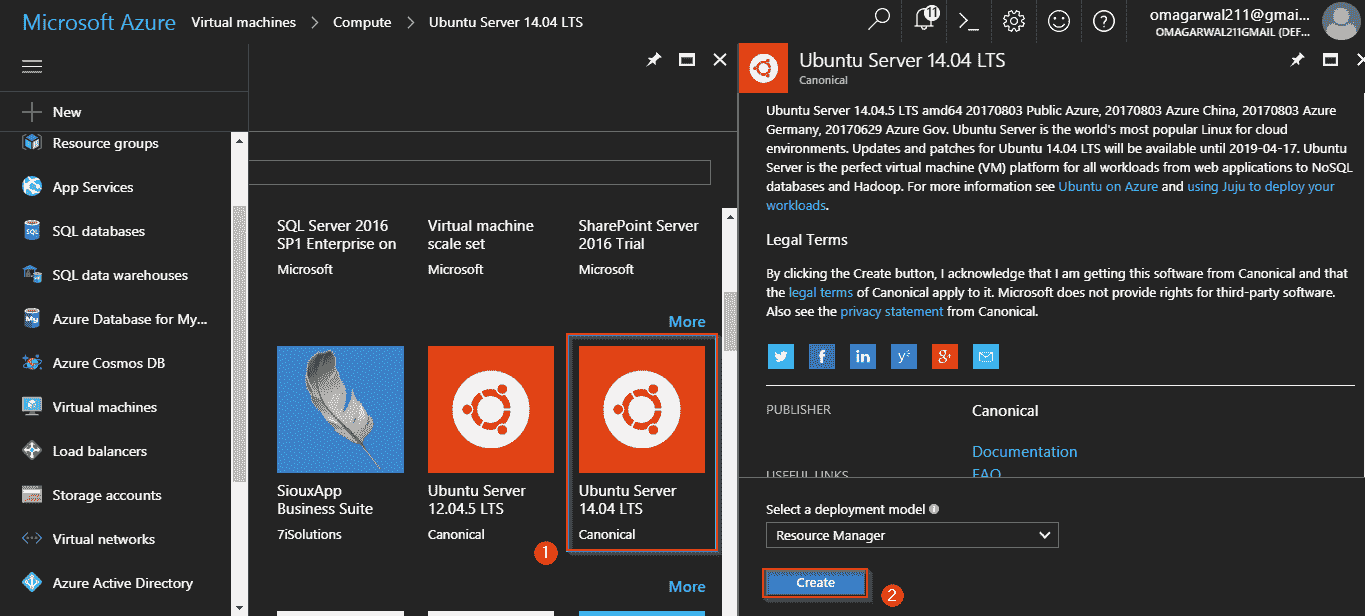 Microsoft Azure Virtual machines > Compute > Ubuntu Server 14.04 LTS
11
omagarwal211@gmai...
OMAGARWAL211GMAIL (DEF...
New
Resource groups
App Services
SQL databases
SQL data warehouses
Azure Database for My...
Azure Cosmos DB
Virtual machines
Load balancers
Storage accounts
Virtual networks
Azure Active Directory
SQL Server 2016
SP1 Enterprise on
Microsoft
Virtual machine
scale set
Microsoft
SharePoint Server
2016 Trial
Microsoft
More
SiouxApp
Business Suite
7iSolutions
Ubuntu Server
12.04.5 LTS
Canonical
Ubuntu Server
14.04 LTS
Canonical
1
More
Ubuntu Server 14.04 LTS
Canonical
Ubuntu Server 14.04.5 LTS amd64 20170803 Public Azure, 20170803 Azure China, 20170803 Azure
Germany, 20170629 Azure Gov. Ubuntu Server is the world's most popular Linux for cloud
environments. Updates and patches for Ubuntu 14.04 LTS will be available until 2019-04-17. Ubuntu
Server is the perfect virtual machine (VM) platform for all workloads from web applications to NoSQL
databases and Hadoop. For more information see Ubuntu on Azure and using Juju to deploy your
workloads.
Legal Terms
By clicking the Create button, I acknowledge that I am getting this software from Canonical and that
the legal terms of Canonical apply to it. Microsoft does not provide rights for third-party software.
Also see the privacy statement from Canonical.
PUBLISHER Canonical
Documentation
USEFUL LINKS FAQ
Select a deployment model
Resource Manager
Create
2